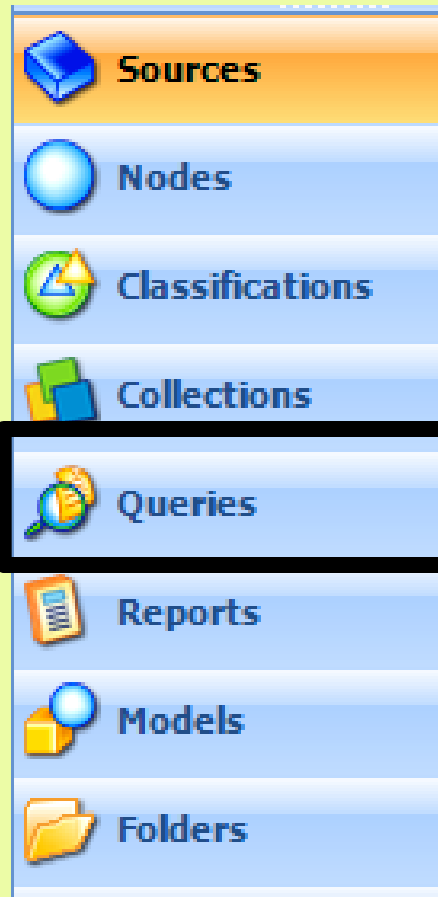 Sources
Nodes
Classifications
Collections
Queries
Reports
Models
Folders